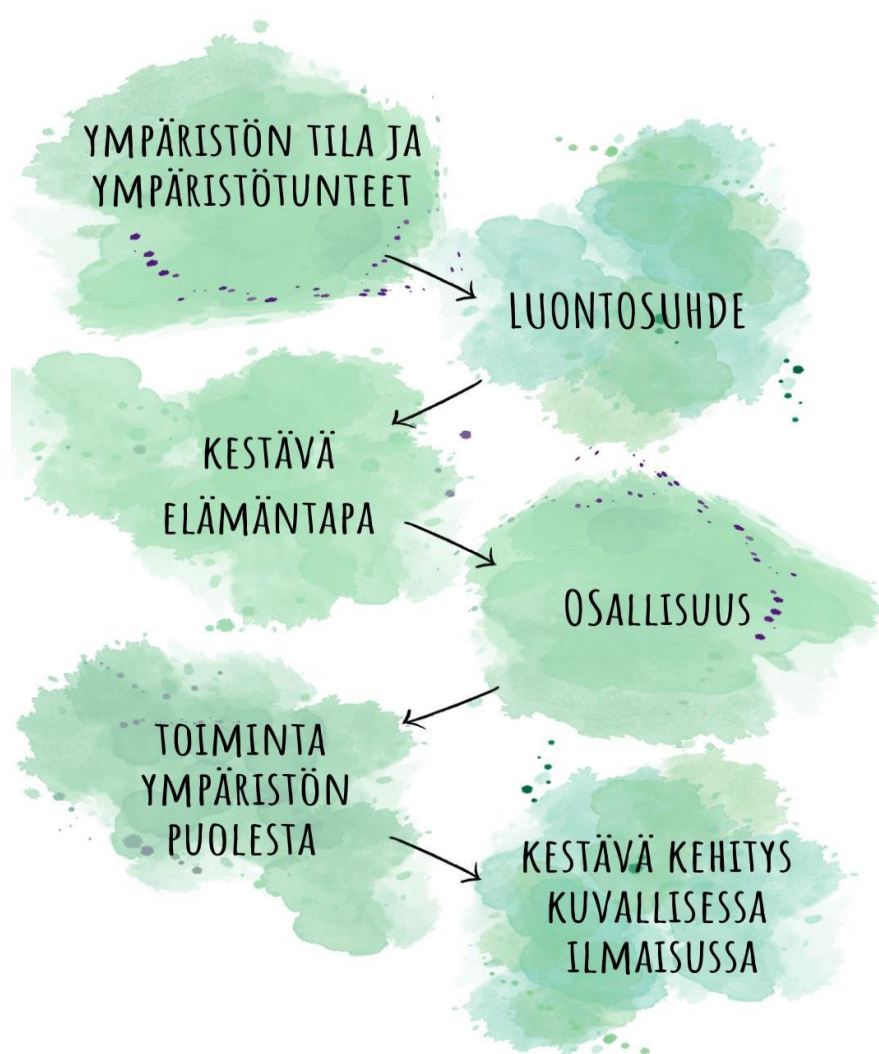 YMPÄRISTÖN TILA JA
YMPÄRISTÖTUNTEET
LUONTOSUHDE
KESTÄVÄ
ELÄMÄNTAPA
OSALLISUUS
TOIMINTA
YMPÄRISTÖN
PUOLESTA
KESTÄVÄ KEHITYS
KUVALLISESSA
ILMAISUSSA